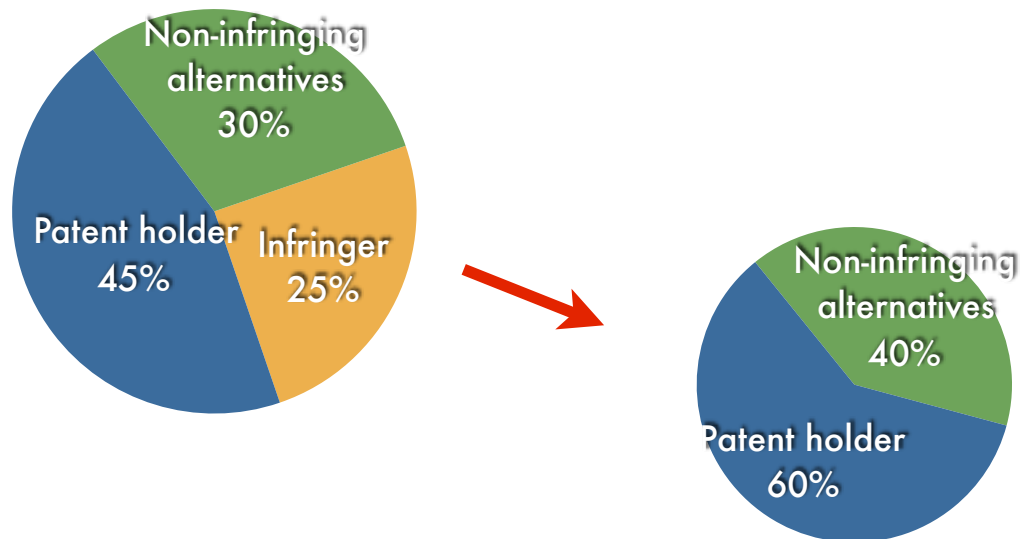 Non-infringing
alternatives
30%
Patent holder
45%
Infringer
25%
Non-infringing
alternatives
40%
Patent holder
60%